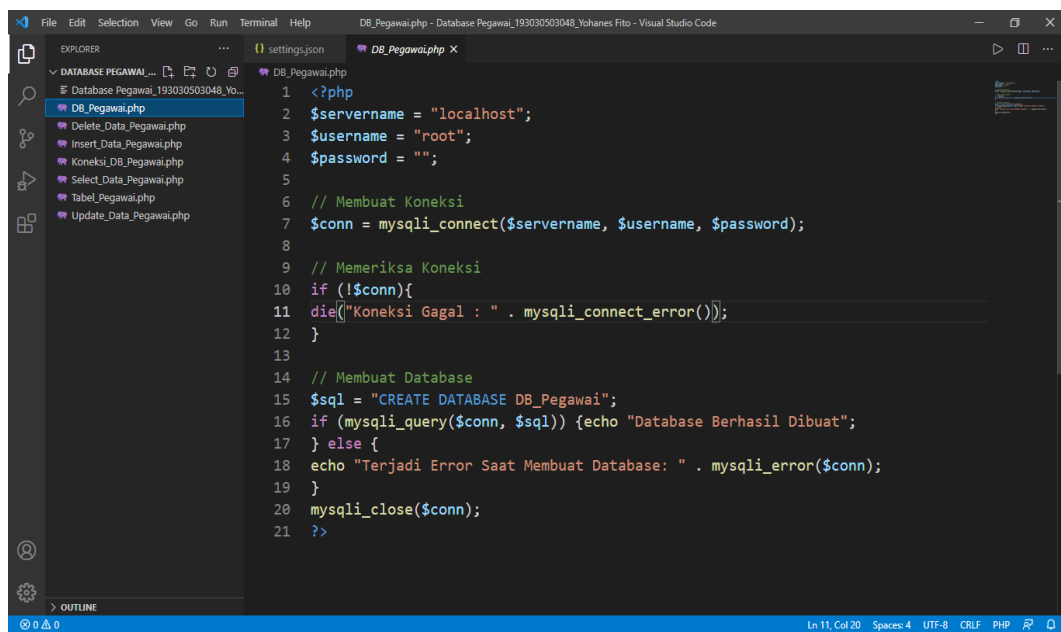 File Edit Selection View Go Run Terminal Help DB_Pegawai.php - Database Pegawai_193030503048_Yohanes Fito - Visual Studio Code
EXPLORER
DATABASE PEGAWAI_...
Database Pegawai_193030503048_Yo...
DB_Pegawai.php
Delete_Data_Pegawai.php
Insert_Data_Pegawai.php
Koneksi_DB_Pegawai.php
Select_Data_Pegawai.php
Tabel_Pegawai.php
Update_Data_Pegawai.php
OUTLINE
{} settings.json DB_Pegawai.php
DB_Pegawai.php
1 <?php
2 $servername = "localhost";
3 $username = "root";
4 $password = "";
5
6 // Membuat Koneksi
7 $conn = mysqli_connect($servername, $username, $password);
8
9 // Memeriksa Koneksi
10 if (!$conn){
11 die("Koneksi Gagal : " . mysqli_connect_error());
12 }
13
14 // Membuat Database
15 $sql = "CREATE DATABASE DB_Pegawai";
16 if (mysqli_query($conn, $sql)) {echo "Database Berhasil Dibuat";
17 } else {
18 echo "Terjadi Error Saat Membuat Database: " . mysqli_error($conn);
19 }
20 mysqli_close($conn);
21 ?>
0 0 Ln 11, Col 20 Spaces: 4 UTF-8 CRLF PHP